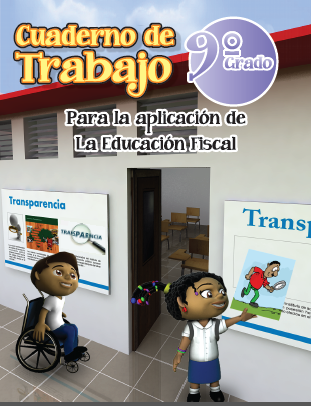 Cuaderno de
Trabajo
9º
Grado
Para la aplicación de
La Educación Fiscal
Transparencia
TRANSPARENCIA
Transp